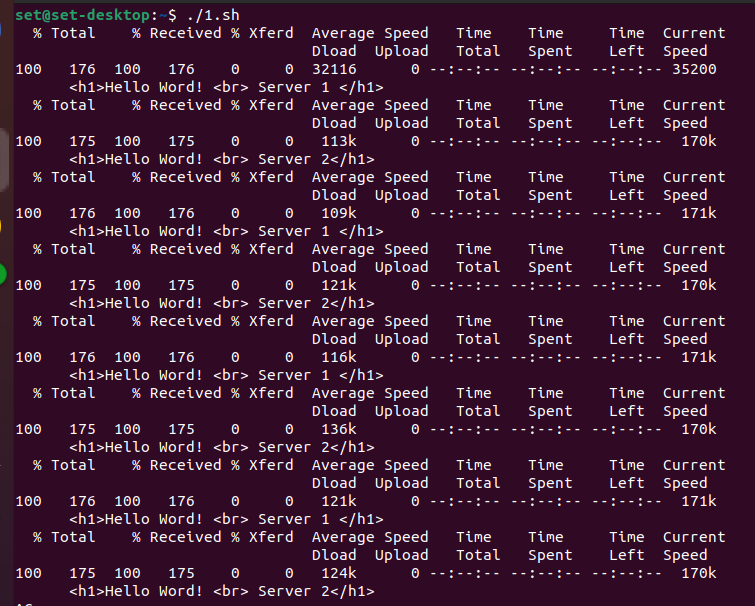 set@set-desktop:~$ ./1.sh
% Total % Received % Xferd Average Speed Time Time Time Current
Dload Upload Total Spent Left Speed
100 176 100 176 0 0 32116 0 --:--:-- --:--:-- --:--:-- 35200
<h1>Hello Word! <br> Server 1 </h1>
% Total % Received % Xferd Average Speed Time Time Time Current
Dload Upload Total Spent Left Speed
100 175 100 175 0 0 113k 0 --:--:-- --:--:-- --:--:-- 170k
<h1>Hello Word! <br> Server 2</h1>
% Total % Received % Xferd Average Speed Time Time Time Current
Dload Upload Total Spent Left Speed
100 176 100 176 0 0 109k 0 --:--:-- --:--:-- --:--:-- 171k
<h1>Hello Word! <br> Server 1 </h1>
% Total % Received % Xferd Average Speed Time Time Time Current
Dload Upload Total Spent Left Speed
100 175 100 175 0 0 121k 0 --:--:-- --:--:-- --:--:-- 170k
<h1>Hello Word! <br> Server 2</h1>
% Total % Received % Xferd Average Speed Time Time Time Current
Dload Upload Total Spent Left Speed
100 176 100 176 0 0 116k 0 --:--:-- --:--:-- --:--:-- 171k
<h1>Hello Word! <br> Server 1 </h1>
% Total % Received % Xferd Average Speed Time Time Time Current
Dload Upload Total Spent Left Speed
100 175 100 175 0 0 136k 0 --:--:-- --:--:-- --:--:-- 170k
<h1>Hello Word! <br> Server 2</h1>
% Total % Received % Xferd Average Speed Time Time Time Current
Dload Upload Total Spent Left Speed
100 176 100 176 0 0 121k 0 --:--:-- --:--:-- --:--:-- 171k
<h1>Hello Word! <br> Server 1 </h1>
% Total % Received % Xferd Average Speed Time Time Time Current
Dload Upload Total Spent Left Speed
100 175 100 175 0 0 124k 0 --:--:-- --:--:-- --:--:-- 170k
<h1>Hello Word! <br> Server 2</h1>